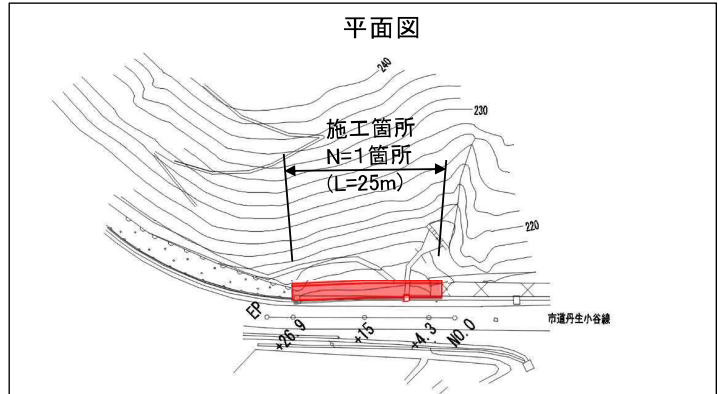 平面図
240
230
施工箇所
N=1箇所
(L=25m)
220
EP
+26.9
+15
+4.3
NO.0
市道丹生小谷線